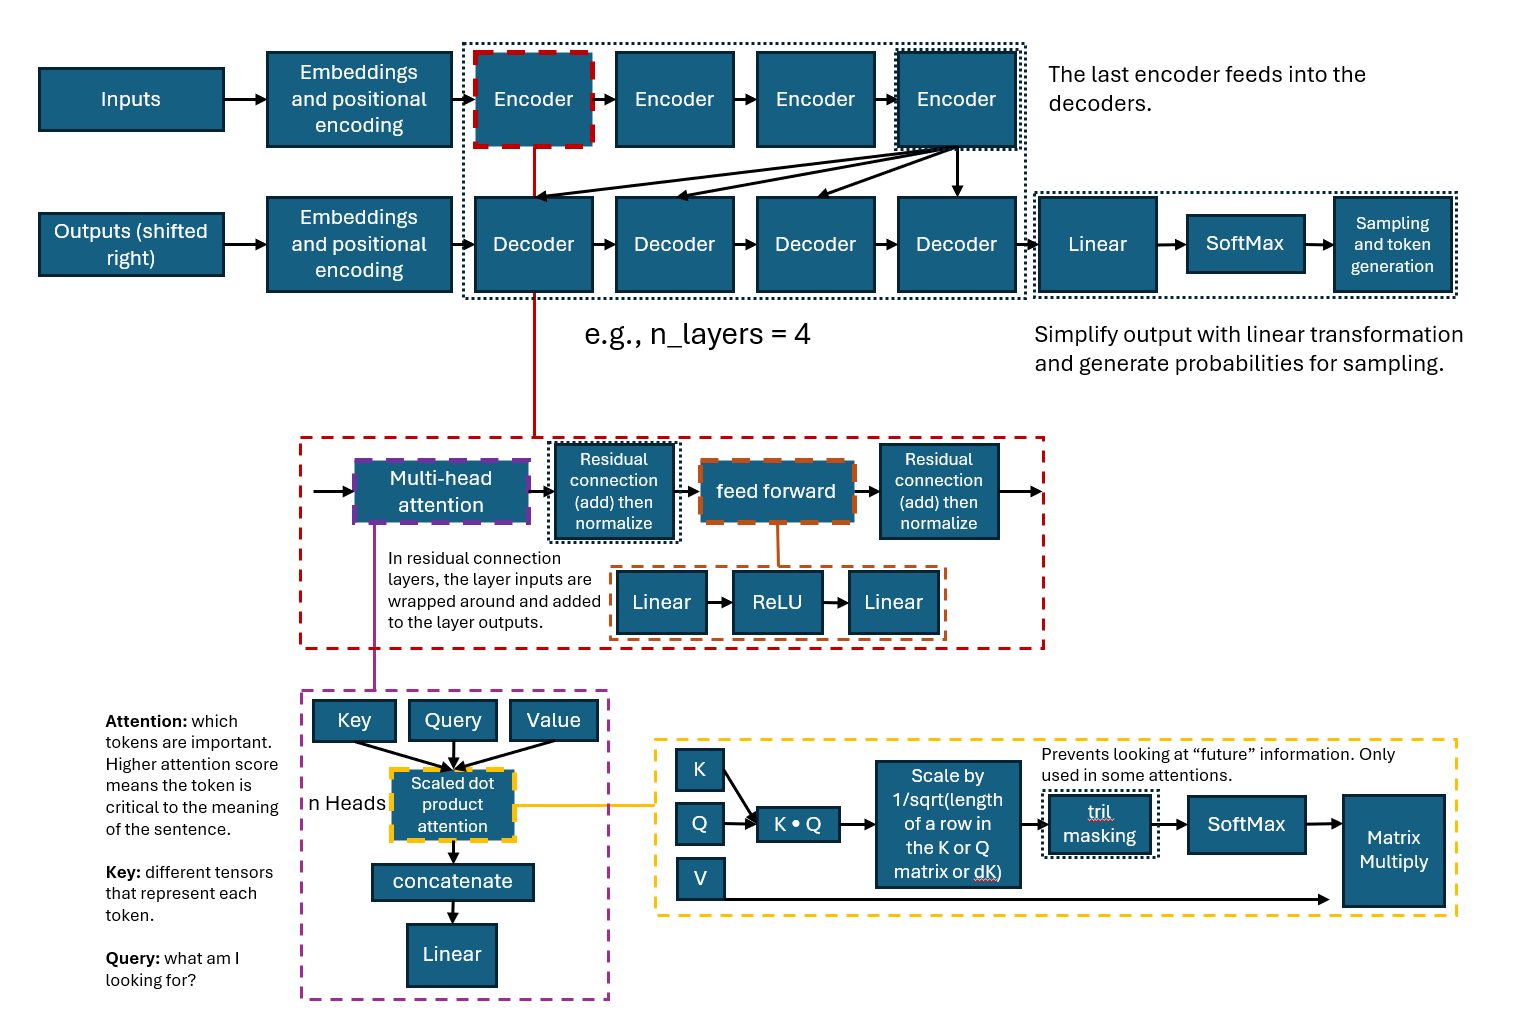 Inputs
Embeddings
and positional
encoding
Encoder
Encoder
Encoder
Encoder
The last encoder feeds into the
decoders.
Outputs (shifted
right)
Embeddings
and positional
encoding
Decoder
Decoder
Decoder
Decoder
Linear
SoftMax
Sampling
and token
generation
e.g., n_layers = 4
Simplify output with linear transformation
and generate probabilities for sampling.
Multi-head
attention
Residual
connection
(add) then
normalize
feed forward
Residual
connection
(add) then
normalize
In residual connection
layers, the layer inputs are
wrapped around and added
to the layer outputs.
Linear
ReLU
Linear
Attention: which
tokens are important.
Higher attention score
means the token is
critical to the meaning
of the sentence.
Key: different tensors
that represent each
token.
Query: what am I
looking for?
Key
Query
Value
n Heads
Scaled dot
product
attention
concatenate
Linear
K
Q
V
K • Q
Scale by
1/sqrt(length
of a row in
the K or Q
matrix or dK)
Prevents looking at “future” information. Only
used in some attentions.
tril
masking
SoftMax
Matrix
Multiply